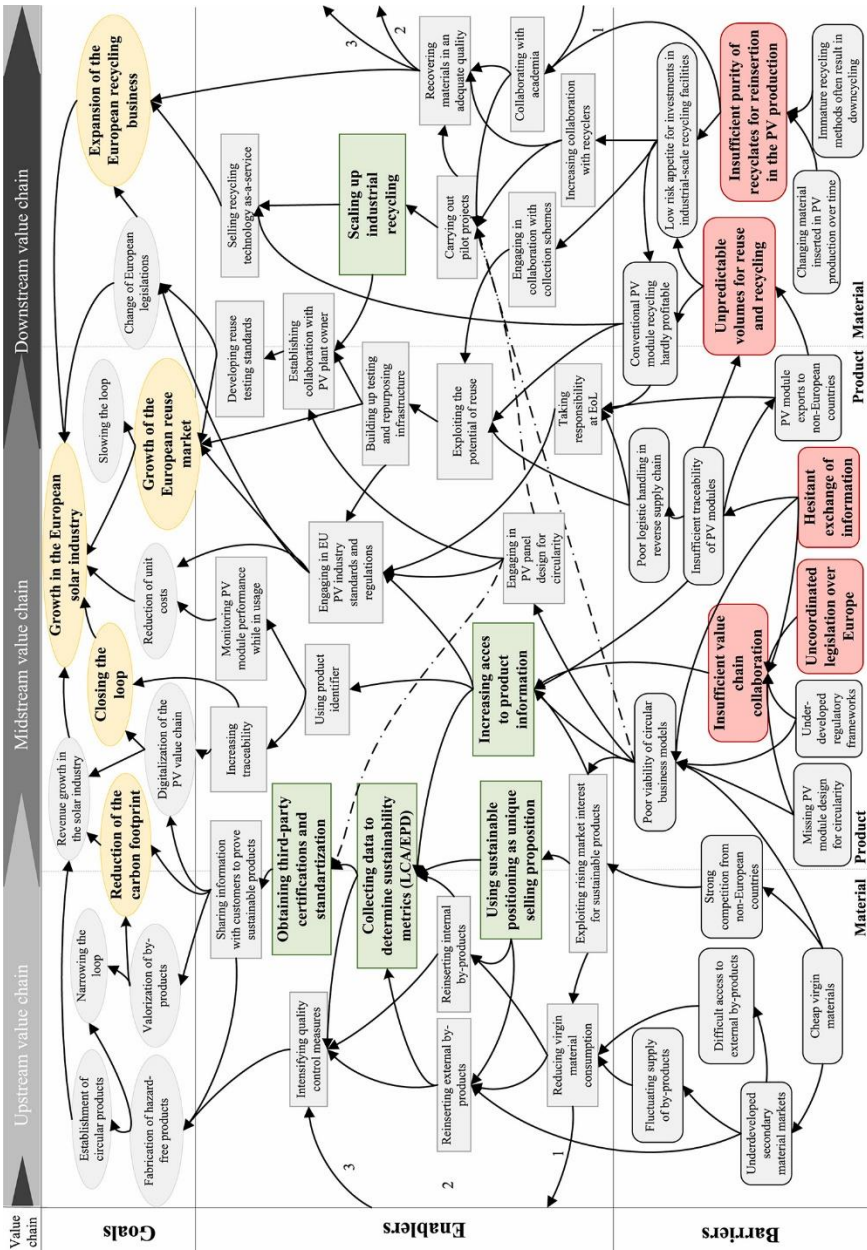 Value
chain
Upstream value chain
Midstream value chain
Downstream value chain
Goals
Establishment of
circular products
Narrowing the
loop
Revenue growth in
the solar industry
Growth in the European
solar industry
Slowing the loop
Expansion of the
European recycling
business
Fabrication of hazard-
free products
Valorization of by-
products
Reduction of the
carbon footprint
Digitalization of the
PV value chain
Closing the
loop
Reduction of unit
costs
Growth of the
European reuse
market
Change of European
legislations
Enablers
Sharing information
with customers to prove
sustainable products
Increasing traceability
Monitoring PV
module performance
while in usage
Developing reuse
testing standards
Selling recycling
technology as-a-service
Recovering
materials in an
adequate quality
3
2
Intensifying quality
control measures
Obtaining third-party
certifications and
standartization
Using product
identifier
Engaging in EU
PV industry
standards and
regulations
Establishing
collaboration with
PV plant owner
Scaling up
industrial
recycling
3
Collecting data to
determine sustainability
metrics (LCA/EPD)
Building up testing
and repurposing
infrastructure
Carrying out
pilot projects
Collaborating with
academia
2
Reinserting external by-
products
Reinserting internal
by-products
Increasing acces
to product
information
Engaging in
PV panel
design for
circularity
Exploiting the
potential of reuse
Engaging in
collaboration with
collection schemes
Increasing collaboration
with recyclers
Using sustainable
positioning as unique
selling proposition
1
1
Reducing virgin
material
consumption
Exploiting rising market interest
for sustainable products
Taking
responsibility
at EoL
Barriers
Poor viability of circular
business models
Poor logistic handling in
reverse supply chain
Conventional PV
module recycling
hardly profitable
Low risk appetite for investments in
industrial-scale recycling facilities
Fluctuating supply
of by-products
Difficult access to
external by-products
Strong
competition from
non-European
countries
Insufficient value
chain
collaboration
Insufficient traceability
of PV modules
Unpredictable
volumes for reuse
and recycling
Insufficient purity of
recyclates for reinsertion
in the PV production
Underdeveloped
secondary
material markets
Cheap virgin
materials
Missing PV
module design
for circularity
Under-
developed
regulatory
frameworks
Uncoordinated
legislation over
Europe
Hesitant
exchange of
information
PV module
exports to
non-European
countries
Changing material
inserted in PV
production over time
Immature recycling
methods often result in
downcycling
Material
Product
Product
Material